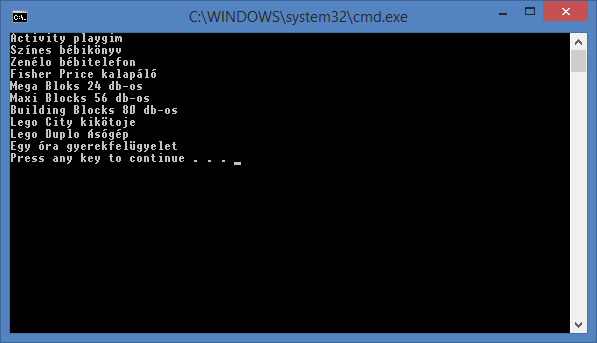 C:\WINDOWS\system32\cmd.exe
Activity playgim
Színes bébikönyv
Zenélo bébitelefon
Fisher Price kalapáló
Mega Bloks 24 db-os
Maxi Blocks 56 db-os
Building Blocks 80 db-os
Lego City kikötoje
Lego Duplo Ásógép
Egy óra gyerekfelügyelet
Press any key to continue . . .